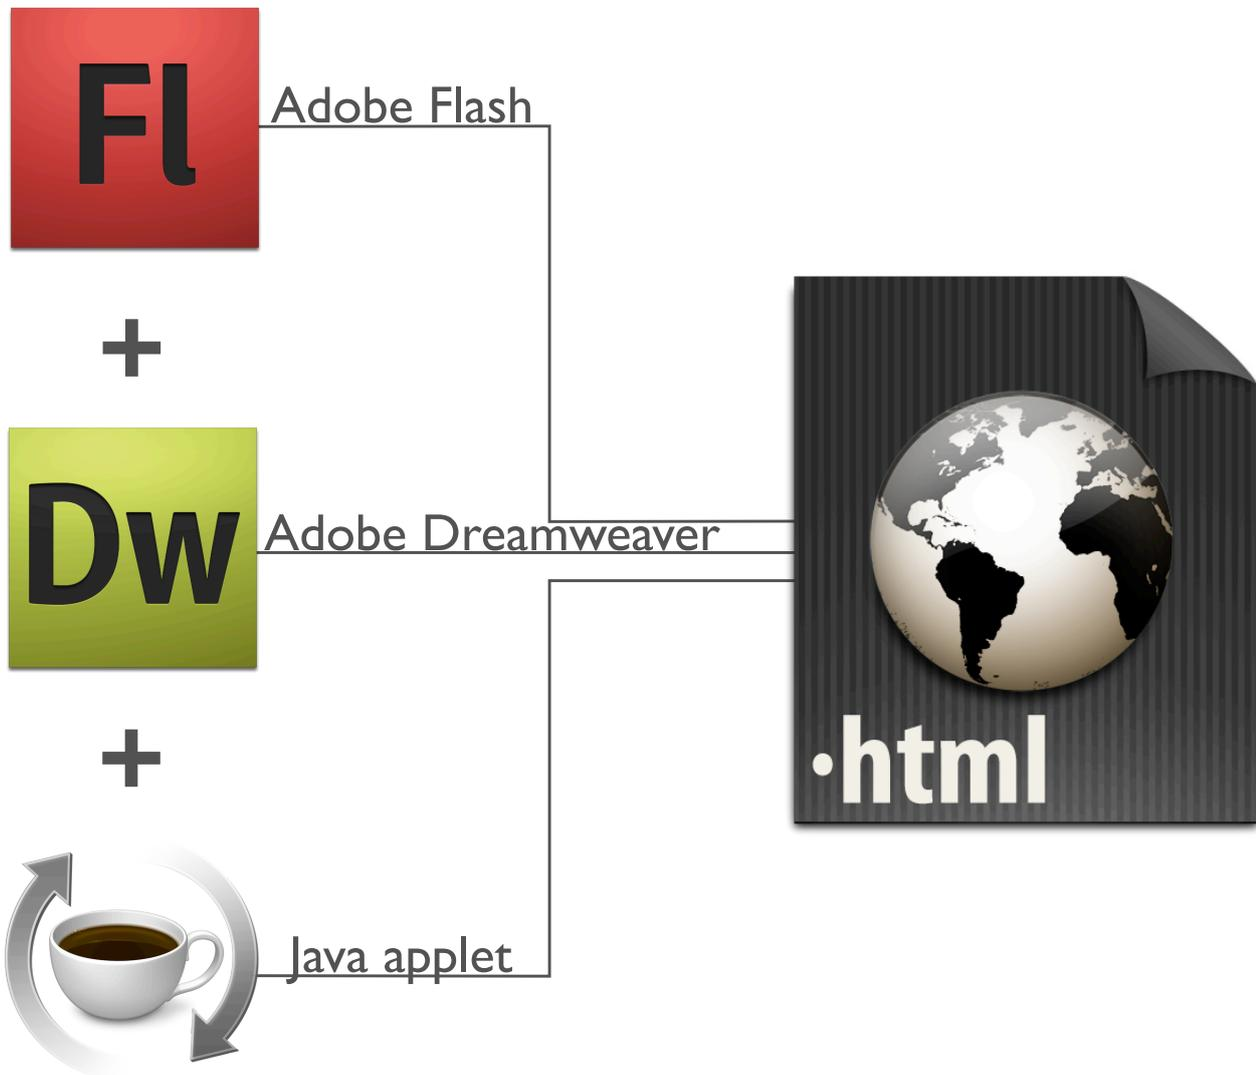 Fl
Adobe Flash
+
Dw
Adobe Dreamweaver
+
Java applet
.html